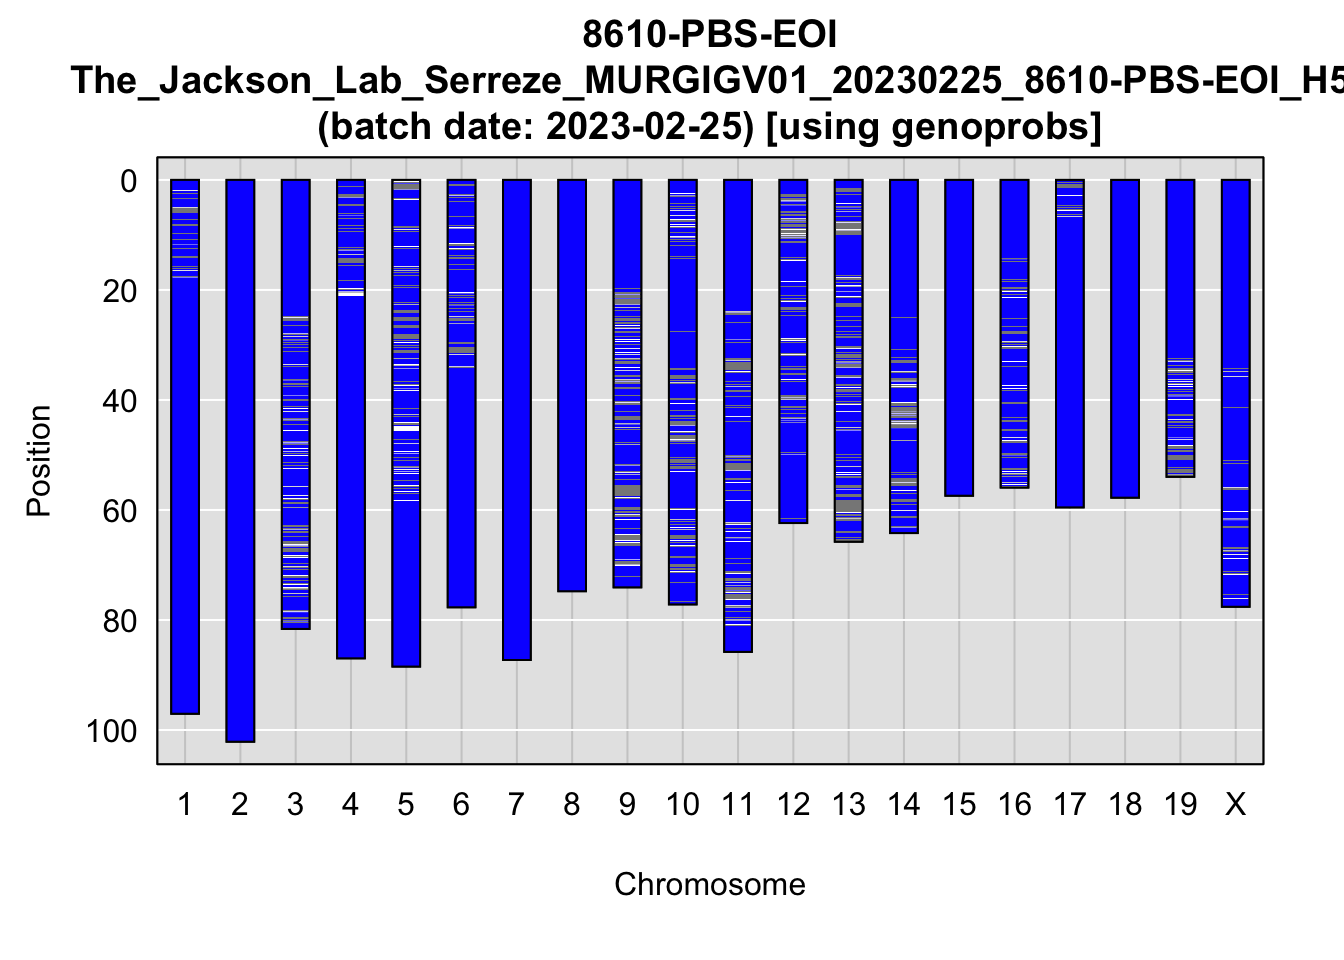 8610-PBS-EOI
The_Jackson_Lab_Serreze_MURGIGV01_20230225_8610-PBS-EOI_H5
(batch date: 2023-02-25) [using genoprobs]
0
20
40
60
80
100
Position
1 2 3 4 5 6 7 8 9 10 11 12 13 14 15 16 17 18 19 X
Chromosome